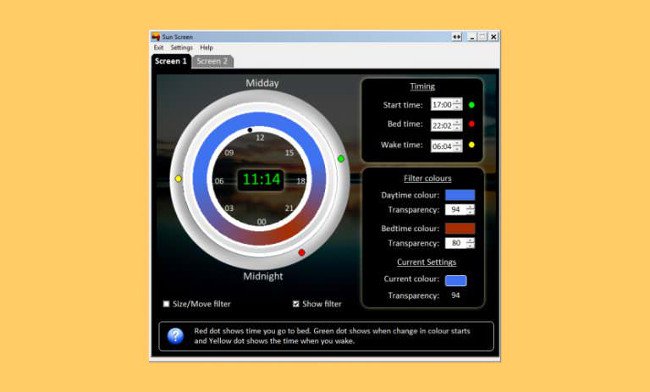 Sun Screen
Exit Settings Help
Screen 1 Screen 2
Midday
12
09 15
11:14
06 18
03 21
00
Midnight
Size/Move filter Show filter
Timing
Start time: 17:00
Bed time: 22:02
Wake time: 06:04
Filter colours
Daytime colour:
Transparency: 94
Bedtime colour:
Transparency: 80
Current Settings
Current colour:
Transparency: 94
Red dot shows time you go to bed. Green dot shows when change in colour starts
and Yellow dot shows the time when you wake.